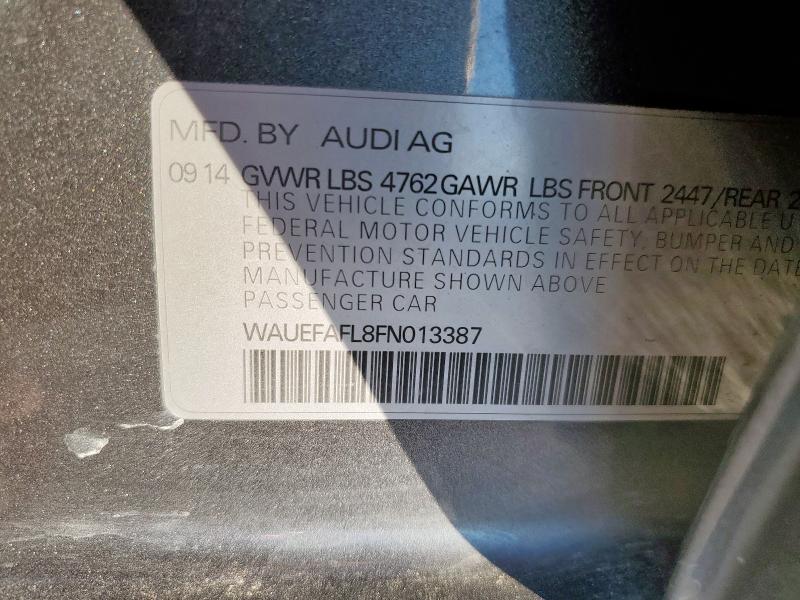 MFD. BY AUDI AG
09 14 GVWR LBS 4762 GAWR LBS FRONT 2447/REAR 2
THIS VEHICLE CONFORMS TO ALL APPLICABLE U
FEDERAL MOTOR VEHICLE SAFETY, BUMPER AND
PREVENTION STANDARDS IN EFFECT ON THE DATE
MANUFACTURE SHOWN ABOVE
PASSENGER CAR
WAUEFAFL8FN013387